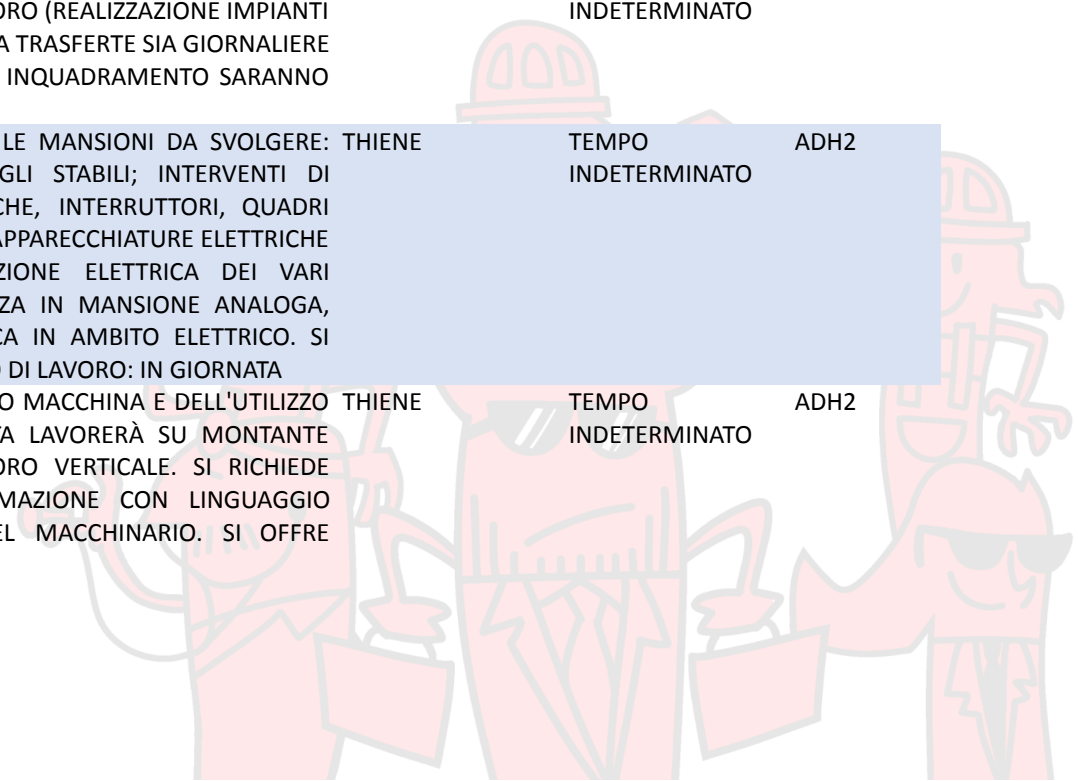 ORO (REALIZZAZIONE IMPIANTI INDETERMINATO
A TRASFERTE SIA GIORNALIERE
INQUADRAMENTO SARANNO
LE MANSIONI DA SVOLGERE: THIENE TEMPO ADH2
GLI STABILI; INTERVENTI DI INDETERMINATO
CHE, INTERRUTTORI, QUADRI
APPARECCHIATURE ELETTRICHE
ZIONE ELETTRICA DEI VARI
ZA IN MANSIONE ANALOGA,
CA IN AMBITO ELETTRICO. SI
O DI LAVORO: IN GIORNATA
O MACCHINA E DELL'UTILIZZO THIENE TEMPO ADH2
TA LAVORERÀ SU MONTANTE INDETERMINATO
ORO VERTICALE. SI RICHIEDE
MAZIONE CON LINGUAGGIO
EL MACCHINARIO. SI OFFRE